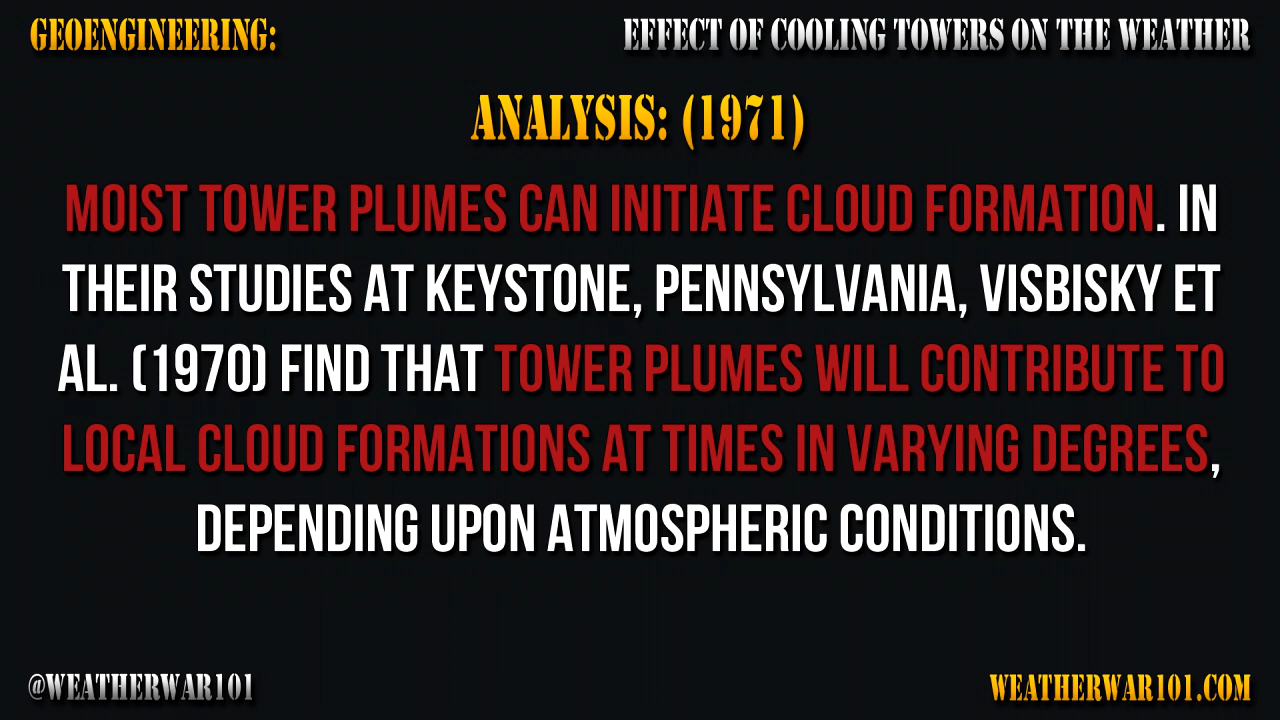 GEOENGINEERING:
EFFECT OF COOLING TOWERS ON THE WEATHER
ANALYSIS: (1971)
MOIST TOWER PLUMES CAN INITIATE CLOUD FORMATION. IN
THEIR STUDIES AT KEYSTONE, PENNSYLVANIA, VISBISKY ET
AL. (1970) FIND THAT TOWER PLUMES WILL CONTRIBUTE TO
LOCAL CLOUD FORMATIONS AT TIMES IN VARYING DEGREES,
DEPENDING UPON ATMOSPHERIC CONDITIONS.
@WEATHERWAR101
WEATHERWAR101.COM